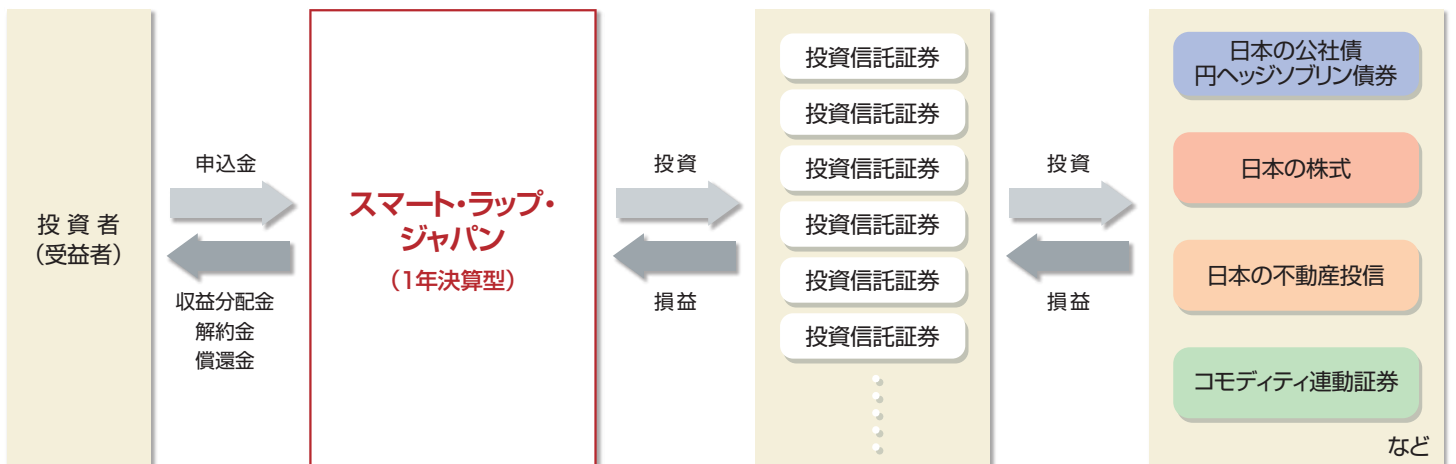 投資者
(受益者)
申込金
収益分配金
解約金
償還金
スマート・ラップ・
ジャパン
(1年決算型)
投資
損益
投資信託証券
投資信託証券
投資信託証券
投資信託証券
投資信託証券
投資信託証券
投資
損益
日本の公社債
円ヘッジソブリン債券
日本の株式
日本の不動産投信
コモディティ連動証券
など